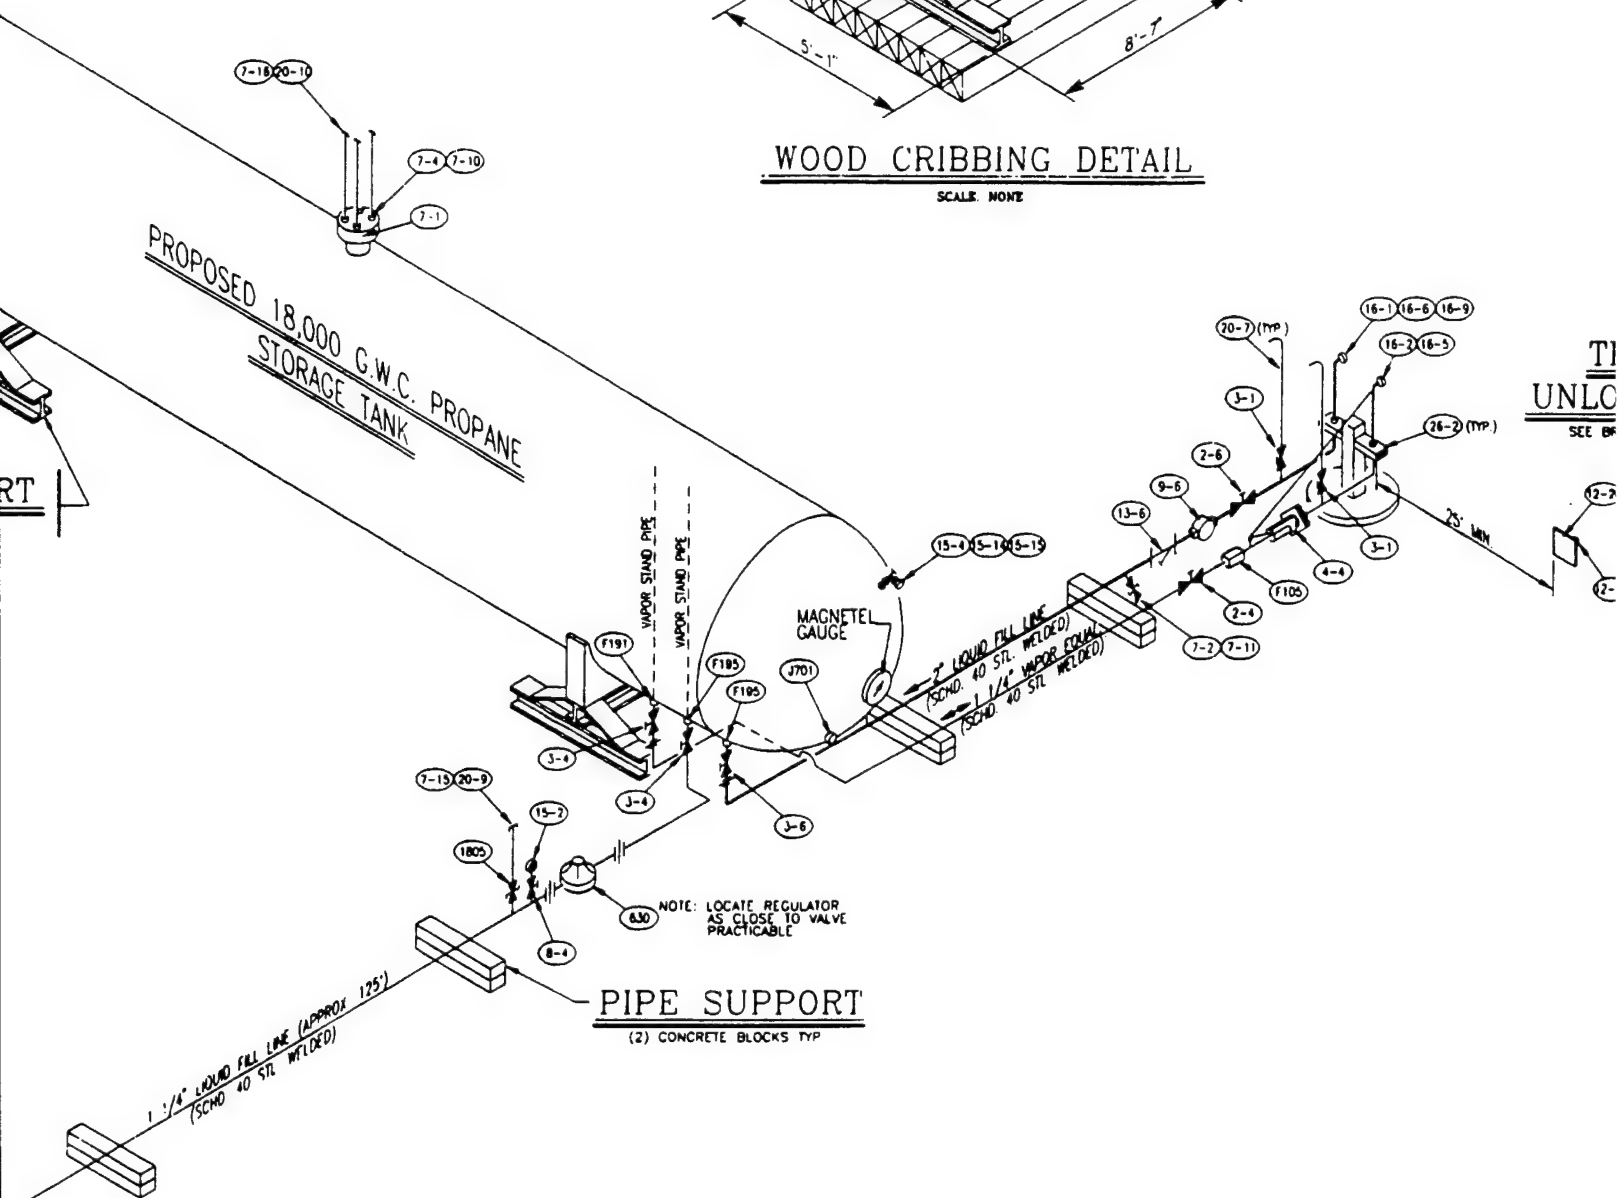 5'-1"
8'-7"
WOOD CRIBBING DETAIL
SCALE: NONE
7-16 20-10
7-4 7-10
7-1
PROPOSED 18,000 G.W.C. PROPANE
STORAGE TANK
RT
16-1 16-6 16-9
16-2 16-5
20-7 (TYP.)
3-1
26-2 (TYP.)
2-6
9-6
13-6
UNLO
25' MIN.
3-1
4-4
F105
2-4
7-2 7-11
15-4 15-14 15-15
VAPOR STAND PIPE
VAPOR STAND PIPE
MAGNETEL
GAUGE
2" LIQUID FILL LINE
(SCHD. 40 STL. WELDED)
1 1/4" VAPOR EQUAL.
(SCHD. 40 STL WELDED)
F191
F195
F195
J701
3-4
3-4
3-6
7-15 20-9
15-2
1805
630
NOTE: LOCATE REGULATOR
AS CLOSE TO VALVE
PRACTICABLE
8-4
PIPE SUPPORT
(2) CONCRETE BLOCKS TYP
1 1/4" LIQUID FILL LINE (APPROX 125')
(SCHD 40 STL WELDED)